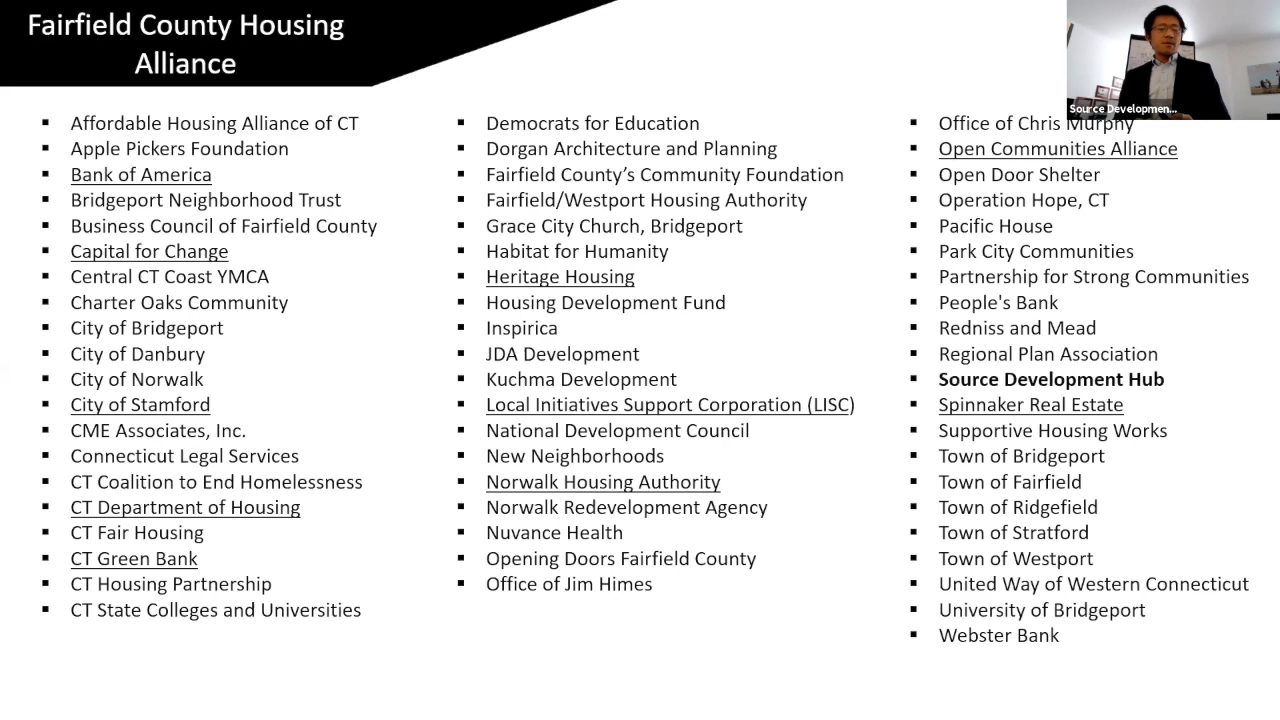 Fairfield County Housing
Alliance
Source Developmen...
Affordable Housing Alliance of CT
Apple Pickers Foundation
Bank of America
Bridgeport Neighborhood Trust
Business Council of Fairfield County
Capital for Change
Central CT Coast YMCA
Charter Oaks Community
City of Bridgeport
City of Danbury
City of Norwalk
City of Stamford
CME Associates, Inc.
Connecticut Legal Services
CT Coalition to End Homelessness
CT Department of Housing
CT Fair Housing
CT Green Bank
CT Housing Partnership
CT State Colleges and Universities
Democrats for Education
Dorgan Architecture and Planning
Fairfield County’s Community Foundation
Fairfield/Westport Housing Authority
Grace City Church, Bridgeport
Habitat for Humanity
Heritage Housing
Housing Development Fund
Inspirica
JDA Development
Kuchma Development
Local Initiatives Support Corporation (LISC)
National Development Council
New Neighborhoods
Norwalk Housing Authority
Norwalk Redevelopment Agency
Nuvance Health
Opening Doors Fairfield County
Office of Jim Himes
Office of Chris Murphy
Open Communities Alliance
Open Door Shelter
Operation Hope, CT
Pacific House
Park City Communities
Partnership for Strong Communities
People's Bank
Redniss and Mead
Regional Plan Association
Source Development Hub
Spinnaker Real Estate
Supportive Housing Works
Town of Bridgeport
Town of Fairfield
Town of Ridgefield
Town of Stratford
Town of Westport
United Way of Western Connecticut
University of Bridgeport
Webster Bank